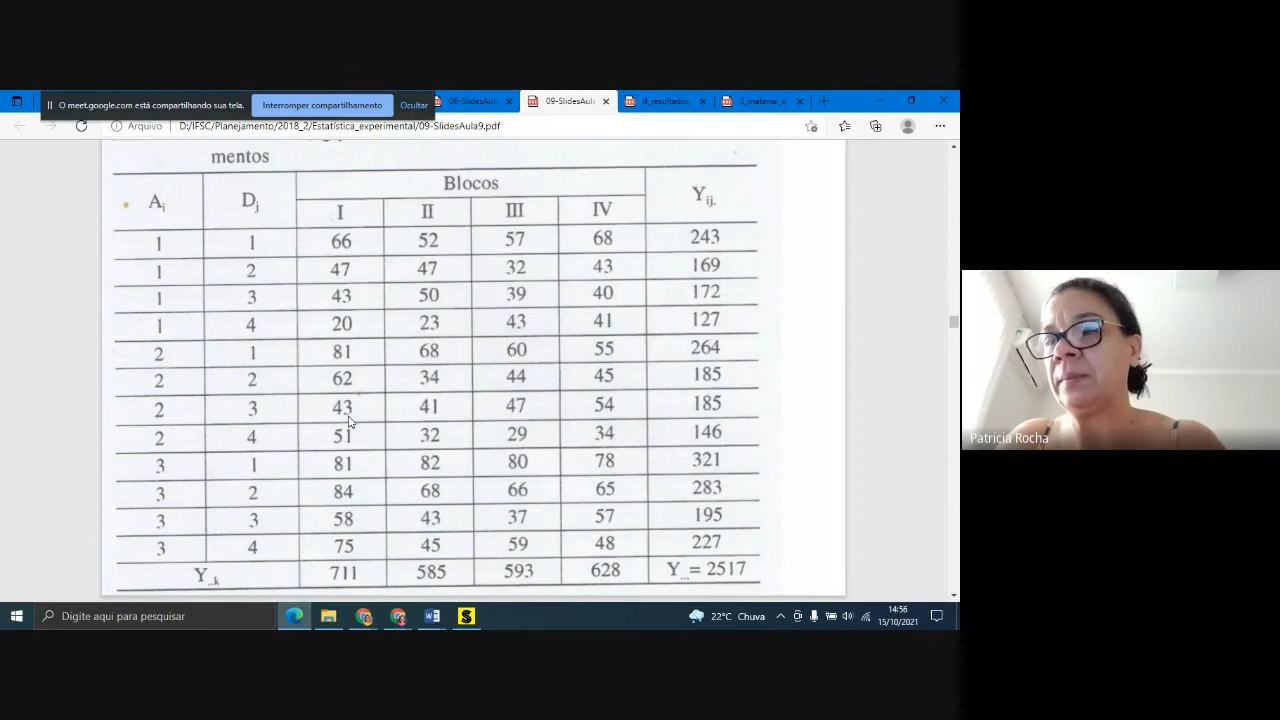 O meet.google.com está compartilhando sua tela.
Interromper compartilhamento
Ocultar
08-SlidesAul
09-SlidesAul
4_resultados
3_material_e
Arquivo
D:/IFSC/Planejamento/2018_2/Estatística_experimental/09-SlidesAula9.pdf
mentos
Ai Dj Blocos Yij.
I II III IV
1 1 66 52 57 68 243
1 2 47 47 32 43 169
1 3 43 50 39 40 172
1 4 20 23 43 41 127
2 1 81 68 60 55 264
2 2 62 34 44 45 185
2 3 43 41 47 54 185
2 4 51 32 29 34 146
3 1 81 82 80 78 321
3 2 84 68 66 65 283
3 3 58 43 37 57 195
3 4 75 45 59 48 227
Y..k 711 585 593 628 Y... = 2517
Patricia Rocha
Digite aqui para pesquisar
22°C Chuva
14:56
15/10/2021